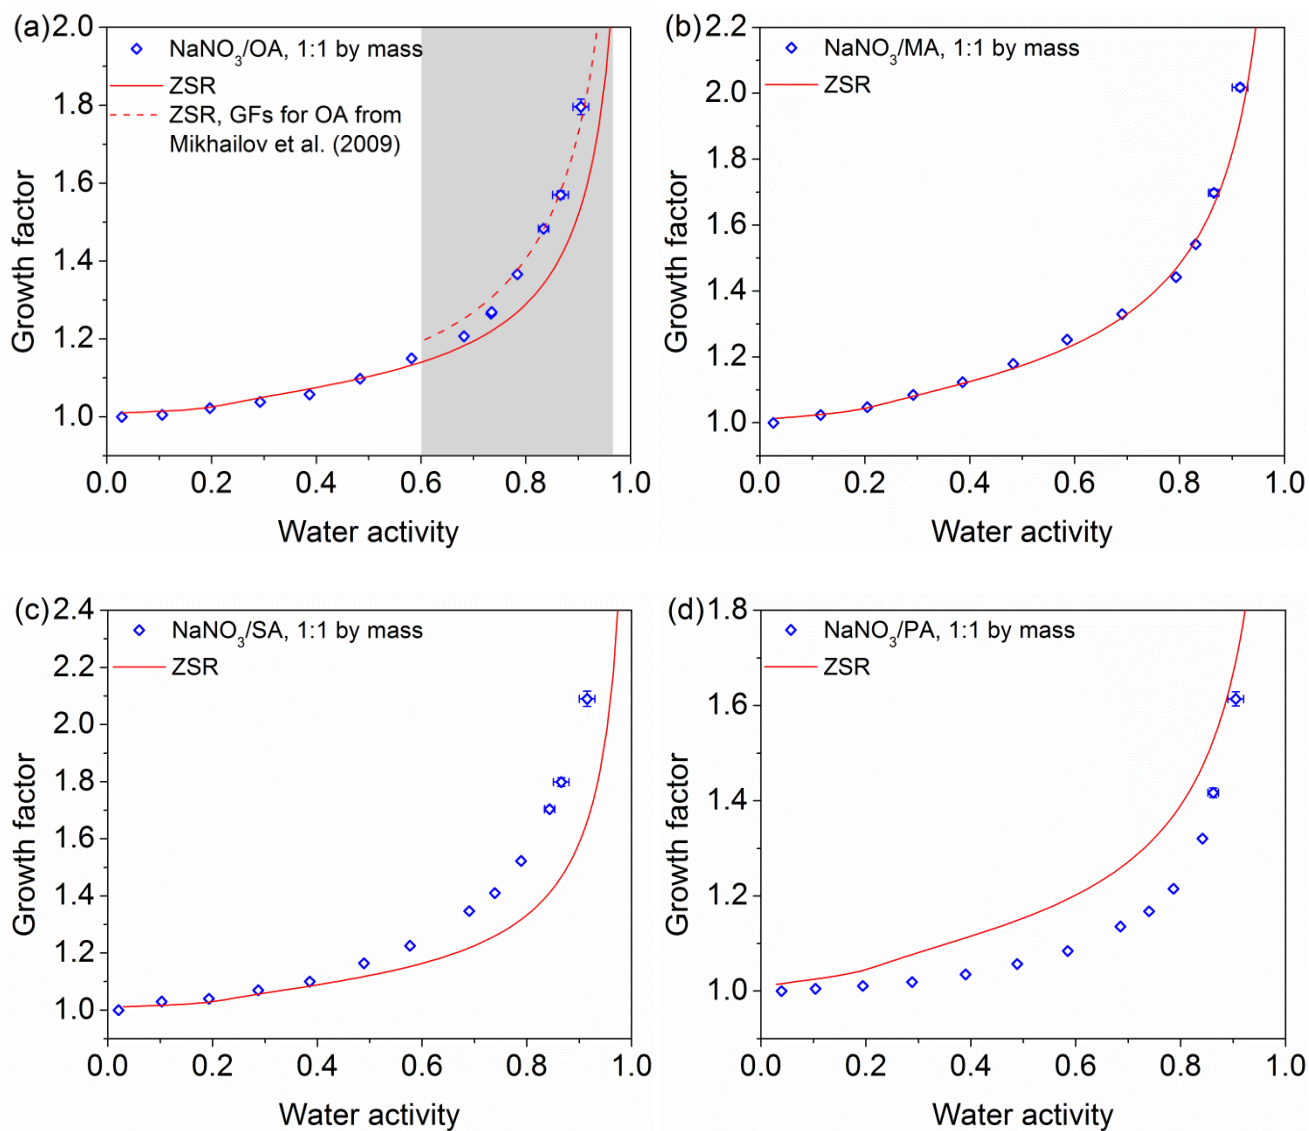 (a)
2.0
1.8
1.6
1.4
1.2
1.0
NaNO3/OA, 1:1 by mass
ZSR
ZSR, GFs for OA from
Mikhailov et al. (2009)
Growth factor
0.0 0.2 0.4 0.6 0.8 1.0
Water activity
(b)
2.2
2.0
1.8
1.6
1.4
1.2
1.0
NaNO3/MA, 1:1 by mass
ZSR
Growth factor
0.0 0.2 0.4 0.6 0.8 1.0
Water activity
(c)
2.4
2.2
2.0
1.8
1.6
1.4
1.2
1.0
NaNO3/SA, 1:1 by mass
ZSR
Growth factor
0.0 0.2 0.4 0.6 0.8 1.0
Water activity
(d)
1.8
1.6
1.4
1.2
1.0
NaNO3/PA, 1:1 by mass
ZSR
Growth factor
0.0 0.2 0.4 0.6 0.8 1.0
Water activity